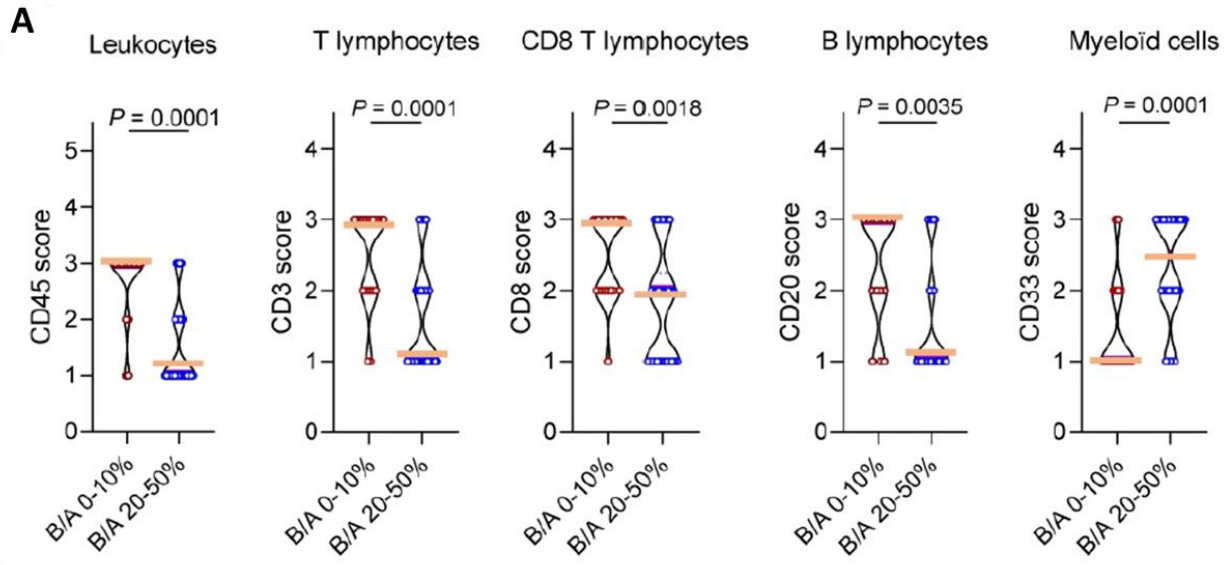 A
Leukocytes
P = 0.0001
CD45 score
5
4
3
2
1
0
B/A 0-10%
B/A 20-50%
T lymphocytes
P = 0.0001
CD3 score
4
3
2
1
0
B/A 0-10%
B/A 20-50%
CD8 T lymphocytes
P = 0.0018
CD8 score
4
3
2
1
0
B/A 0-10%
B/A 20-50%
B lymphocytes
P = 0.0035
CD20 score
4
3
2
1
0
B/A 0-10%
B/A 20-50%
Myeloïd cells
P = 0.0001
CD33 score
4
3
2
1
0
B/A 0-10%
B/A 20-50%